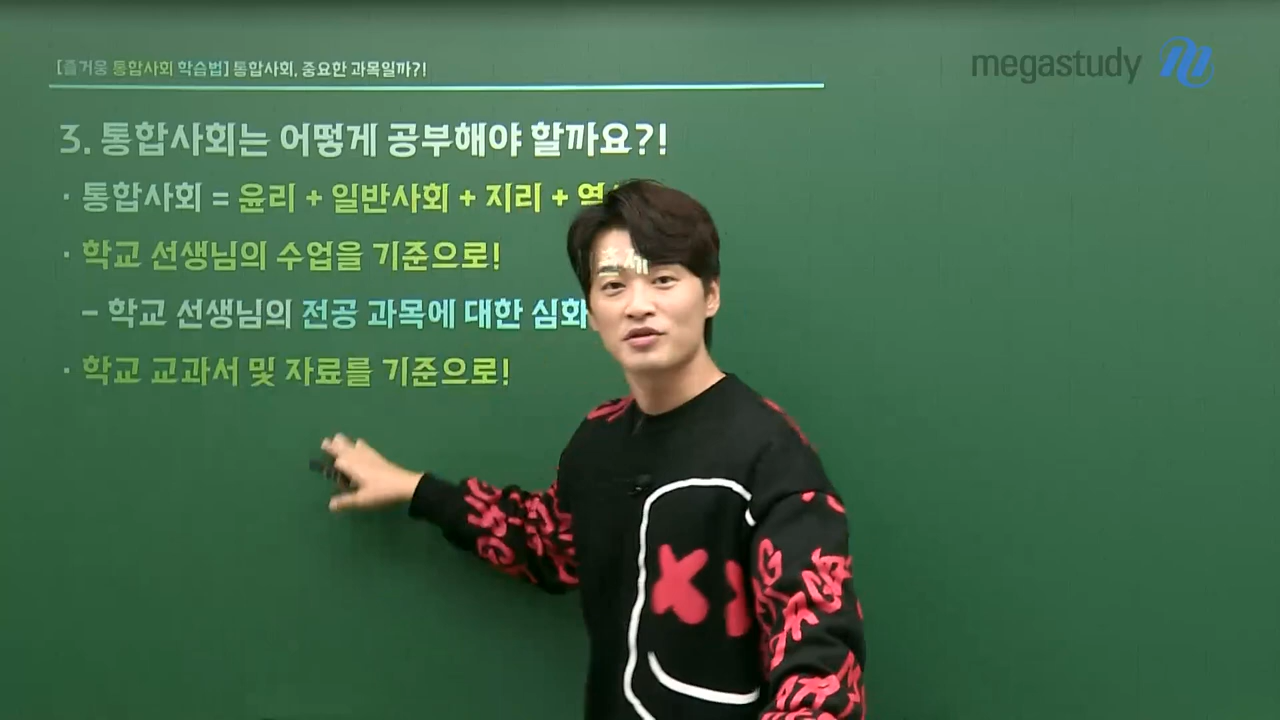 [즐거웅 통합사회 학습법] 통합사회, 중요한 과목일까?!
megastudy
3. 통합사회는 어떻게 공부해야 할까요?!
· 통합사회 = 윤리 + 일반사회 + 지리 +
· 학교 선생님의 수업을 기준으로!
- 학교 선생님의 전공 과목에 대한 심화
· 학교 교과서 및 자료를 기준으로!